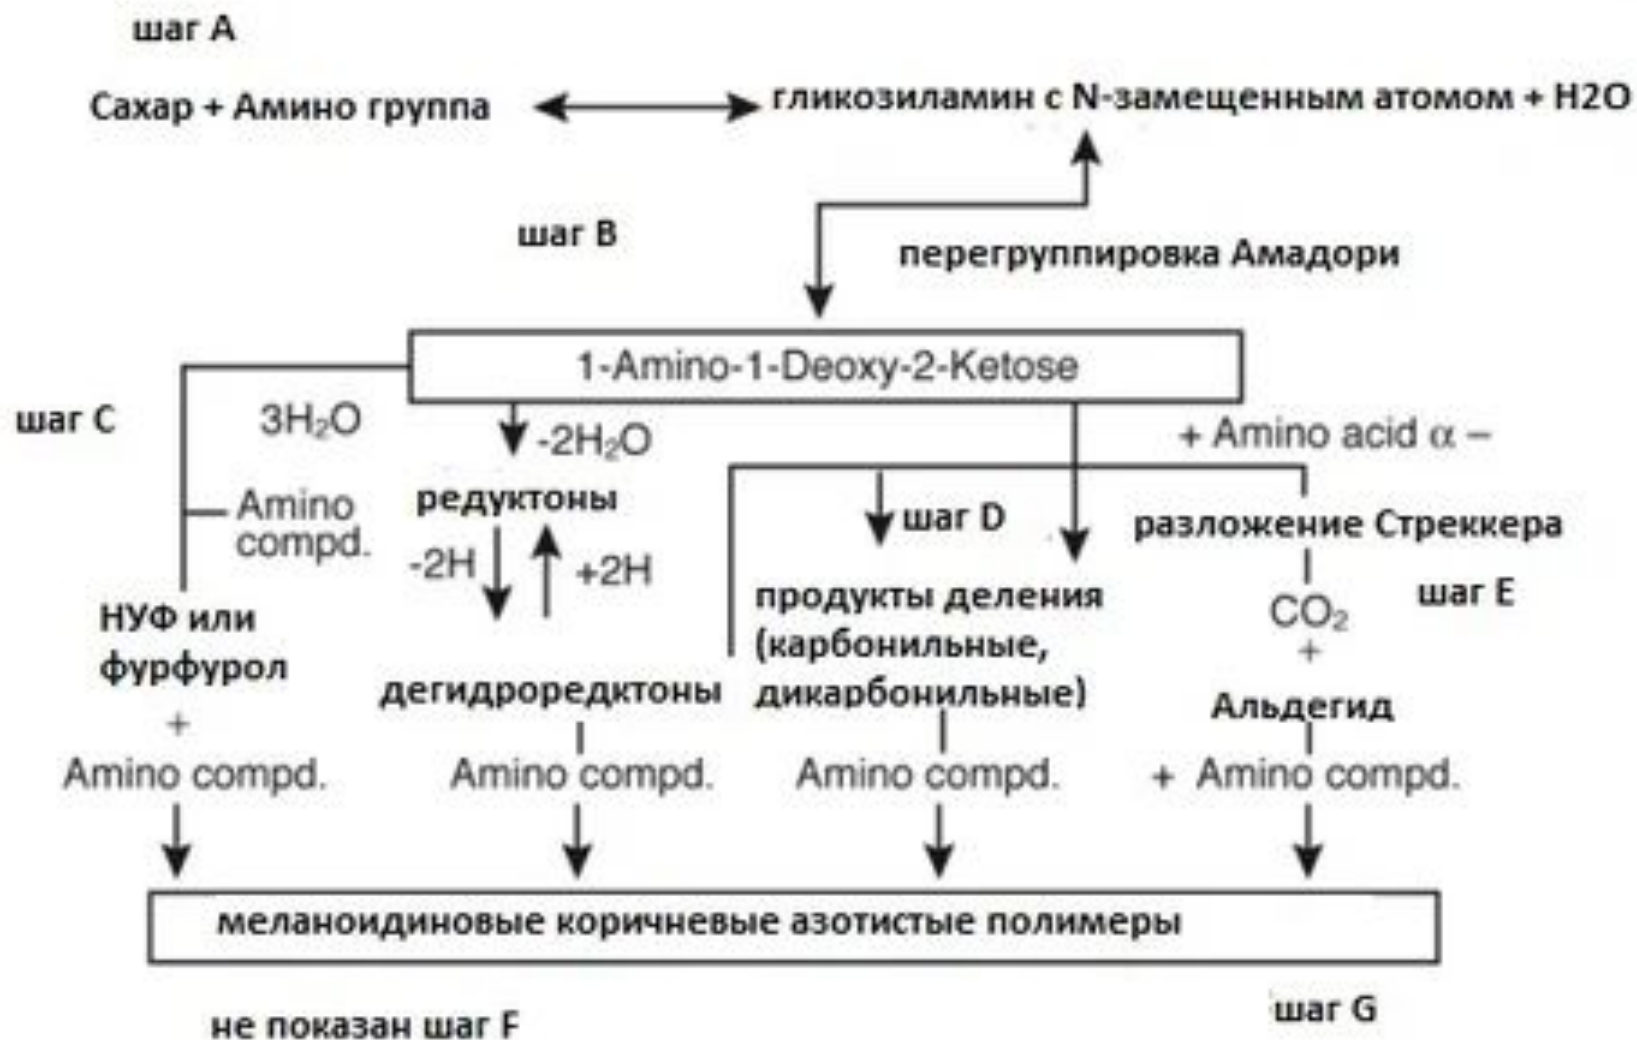 шаг A
Сахар + Амино группа
гликозиламин с N-замещенным атомом + H2O
шаг B
перегруппировка Амадори
1-Amino-1-Deoxy-2-Ketose
шаг C
3H₂O
-2H₂O
+ Amino acid α –
Amino
compd.
редуктоны
шаг D
разложение Стреккера
-2H
+2H
продукты деления
(карбонильные,
дикарбонильные)
CO₂
шаг E
+
НУФ или
фурфурол
дегидроредктоны
Альдегид
+
Amino compd.
Amino compd.
Amino compd.
+ Amino compd.
меланоидиновые коричневые азотистые полимеры
не показан шаг F
шаг G